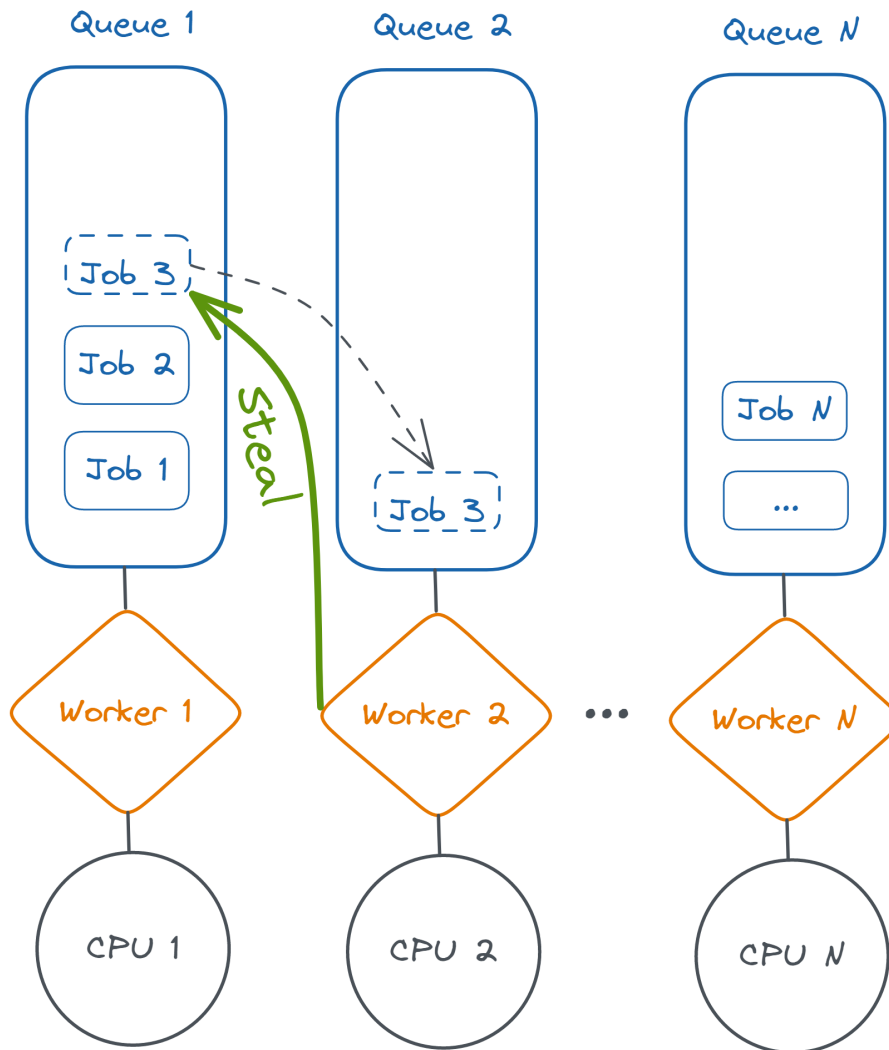 Queue 1
Queue 2
Queue N
Job 3
Job 2
Job 1
Steal
Job 3
Job N
...
Worker 1
Worker 2
...
Worker N
CPU 1
CPU 2
CPU N